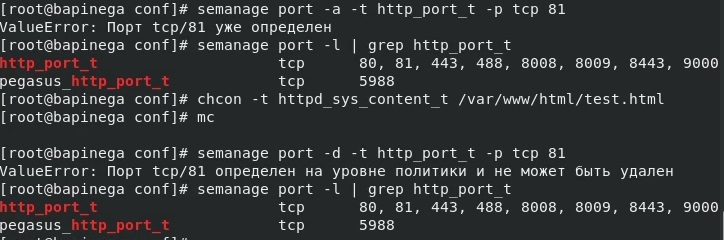 [root@bapinega conf]# semanage port -a -t http_port_t -p tcp 81
ValueError: Порт tcp/81 уже определен
[root@bapinega conf]# semanage port -l | grep http_port_t
http_port_t                    tcp      80, 81, 443, 488, 8008, 8009, 8443, 9000
pegasus_http_port_t            tcp      5988
[root@bapinega conf]# chcon -t httpd_sys_content_t /var/www/html/test.html
[root@bapinega conf]# mc
[root@bapinega conf]# semanage port -d -t http_port_t -p tcp 81
ValueError: Порт tcp/81 определен на уровне политики и не может быть удален
[root@bapinega conf]# semanage port -l | grep http_port_t
http_port_t                    tcp      80, 81, 443, 488, 8008, 8009, 8443, 9000
pegasus_http_port_t            tcp      5988